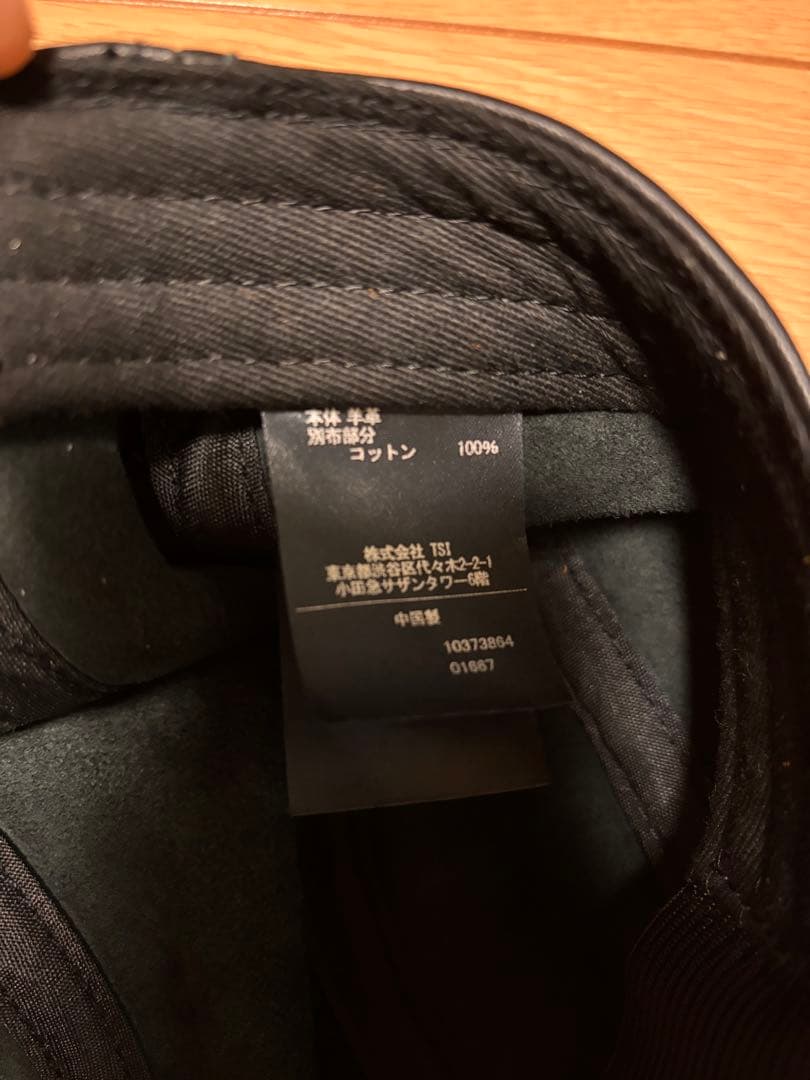 本体 羊革
別布部分
コットン 100%
株式会社 TSI
東京都渋谷区代々木2-2-1
小田急サザンタワー6階
中国製
10373864
01667